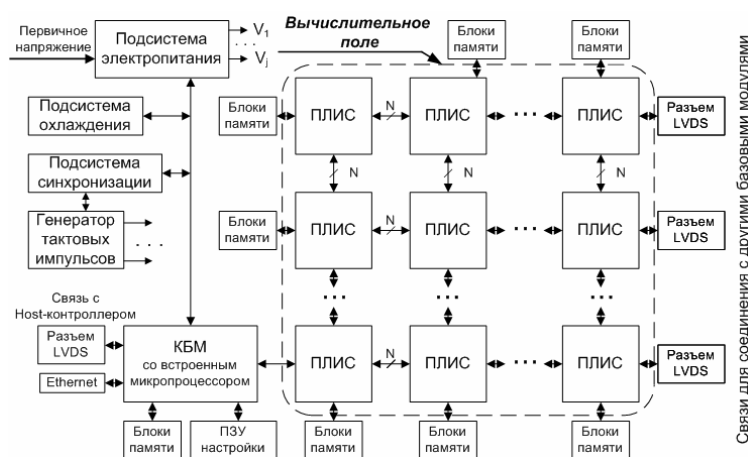 Первичное
напряжение
Подсистема
электропитания
V1
. . .
Vj
Вычислительное
поле
Блоки
памяти
Блоки
памяти
Подсистема
охлаждения
Блоки
памяти
ПЛИС
N
ПЛИС
...
ПЛИС
Разъем
LVDS
N
N
N
Подсистема
синхронизации
Генератор
тактовых
импульсов
. . .
Блоки
памяти
ПЛИС
N
ПЛИС
...
ПЛИС
Разъем
LVDS
...
...
...
Связь с
Host-контроллером
Разъем
LVDS
Ethernet
КБМ
со встроенным
микропроцессором
ПЛИС
N
ПЛИС
...
ПЛИС
Разъем
LVDS
Блоки
памяти
ПЗУ
настройки
Блоки
памяти
Блоки
памяти
Блоки
памяти
Связи для соединения с другими базовыми модулями